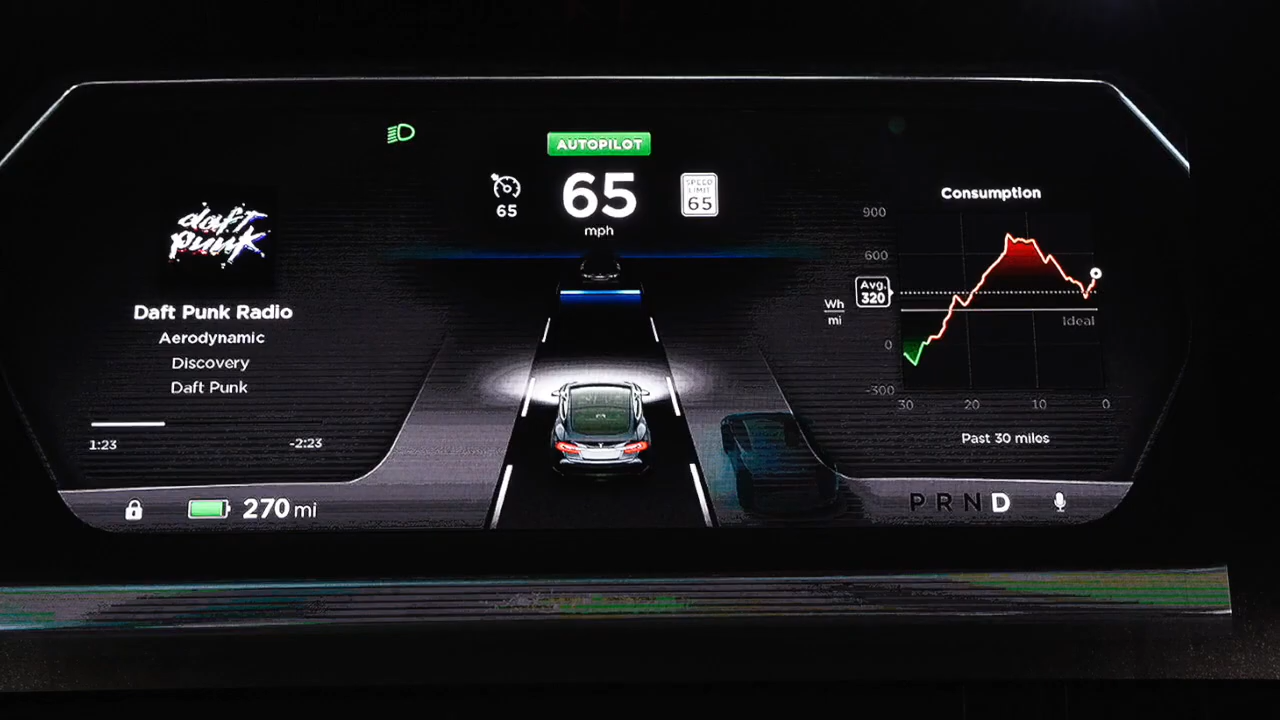 AUTOPILOT
65
65
mph
SPEED
LIMIT
65
daft
punk
Daft Punk Radio
Aerodynamic
Discovery
Daft Punk
1:23
-2:23
270 mi
Consumption
900
600
Avg.
320
Wh
mi
Ideal
0
-300
30 20 10 0
Past 30 miles
P R N D